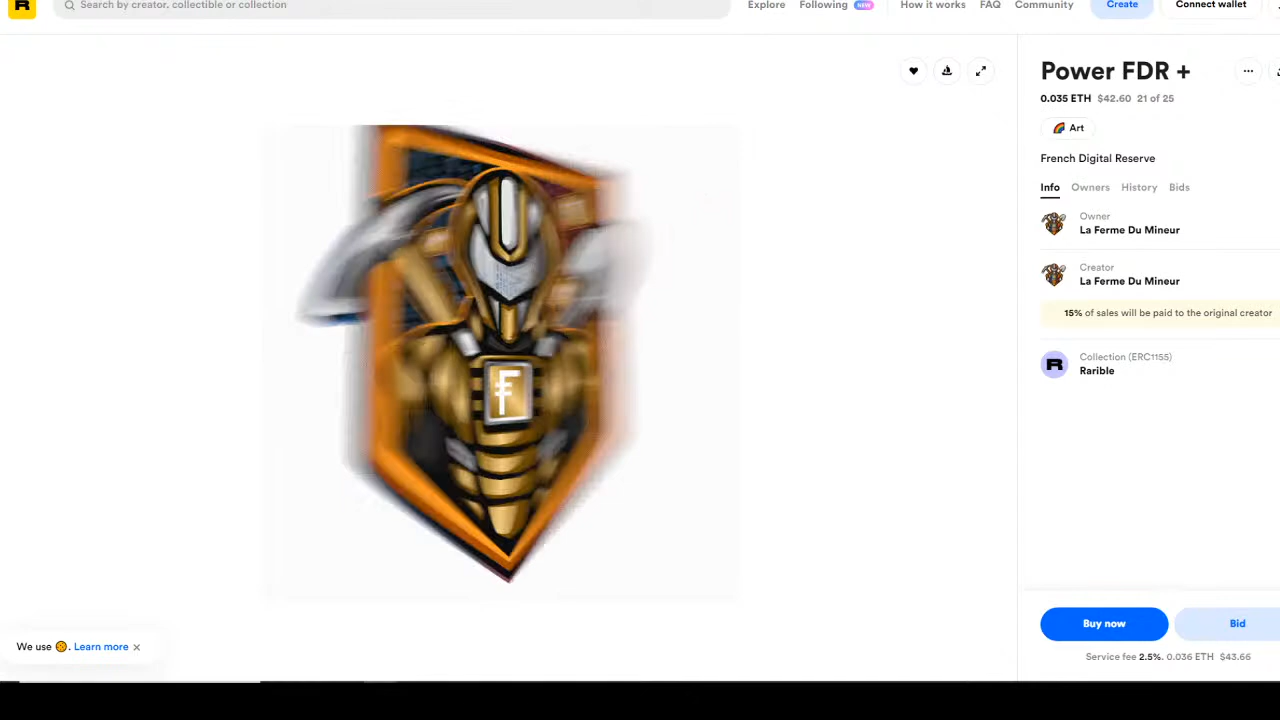 R
Search by creator, collectible or collection
Explore Following NEW How it works FAQ Community Create Connect wallet
Power FDR +
0.035 ETH $42.60 21 of 25
Art
French Digital Reserve
Info Owners History Bids
Owner
La Ferme Du Mineur
Creator
La Ferme Du Mineur
15% of sales will be paid to the original creator
Collection (ERC1155)
R
Rarible
F
Buy now Bid
We use 🍪. Learn more ×
Service fee 2.5%. 0.036 ETH $43.66